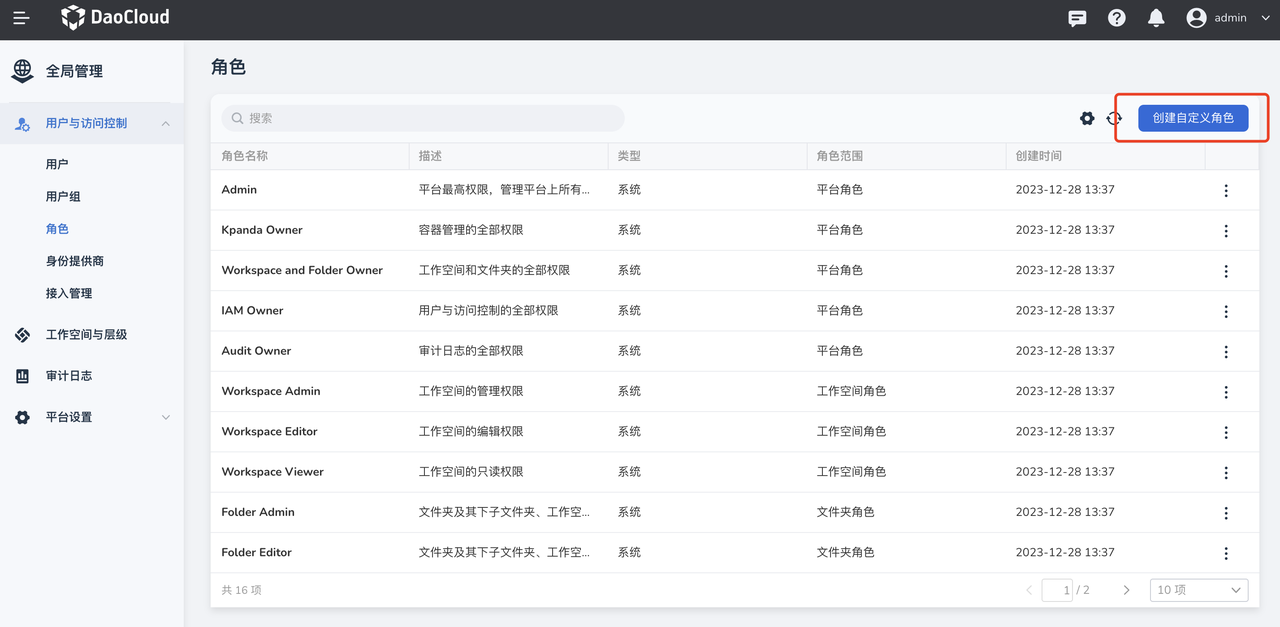 DaoCloud
admin
全局管理
用户与访问控制
用户
用户组
角色
身份提供商
接入管理
工作空间与层级
审计日志
平台设置
角色
搜索
创建自定义角色
角色名称 描述 类型 角色范围 创建时间
Admin 平台最高权限，管理平台上所有... 系统 平台角色 2023-12-28 13:37
Kpanda Owner 容器管理的全部权限 系统 平台角色 2023-12-28 13:37
Workspace and Folder Owner 工作空间和文件夹的全部权限 系统 平台角色 2023-12-28 13:37
IAM Owner 用户与访问控制的全部权限 系统 平台角色 2023-12-28 13:37
Audit Owner 审计日志的全部权限 系统 平台角色 2023-12-28 13:37
Workspace Admin 工作空间的管理权限 系统 工作空间角色 2023-12-28 13:37
Workspace Editor 工作空间的编辑权限 系统 工作空间角色 2023-12-28 13:37
Workspace Viewer 工作空间的只读权限 系统 工作空间角色 2023-12-28 13:37
Folder Admin 文件夹及其下子文件夹、工作空... 系统 文件夹角色 2023-12-28 13:37
Folder Editor 文件夹及其下子文件夹、工作空... 系统 文件夹角色 2023-12-28 13:37
共 16 项 1 / 2 10 项